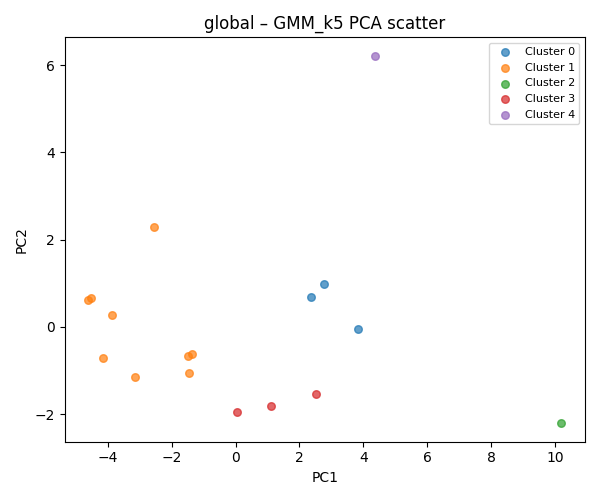 global – GMM_k5 PCA scatter
Cluster 0
Cluster 1
Cluster 2
Cluster 3
Cluster 4
PC2
6
4
2
0
−2
−4
−2
0
2
4
6
8
10
PC1